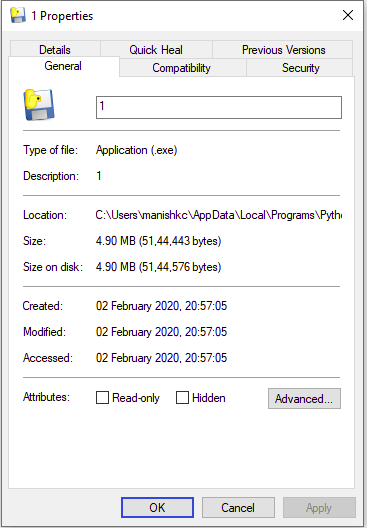 1 Properties
Details Quick Heal Previous Versions
General Compatibility Security
1
Type of file: Application (.exe)
Description: 1
Location: C:\Users\manishkc\AppData\Local\Programs\Pytho
Size: 4.90 MB (51,44,443 bytes)
Size on disk: 4.90 MB (51,44,576 bytes)
Created: 02 February 2020, 20:57:05
Modified: 02 February 2020, 20:57:05
Accessed: 02 February 2020, 20:57:05
Attributes: Read-only Hidden Advanced...
OK Cancel Apply